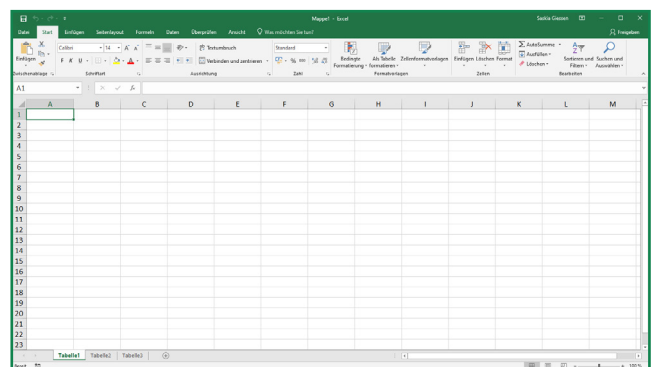 Mappe1 - Excel
Saskia Giessen
Datei Start Einfügen Seitenlayout Formeln Daten Überprüfen Ansicht Was möchten Sie tun? Freigeben
Calibri 14 Textumbruch Standard AutoSumme
Einfügen F K U Verbinden und zentrieren % 000 Bedingte Formatierung Als Tabelle formatieren Zellenformatvorlagen Einfügen Löschen Format Ausfüllen Löschen Sortieren und Filtern Suchen und Auswählen
Zwischenablage Schriftart Ausrichtung Zahl Formatvorlagen Zellen Bearbeiten
A1 fx
A B C D E F G H I J K L M
1
2
3
4
5
6
7
8
9
10
11
12
13
14
15
16
17
18
19
20
21
22
23
Tabelle1 Tabelle2 Tabelle3
Bereit 100 %